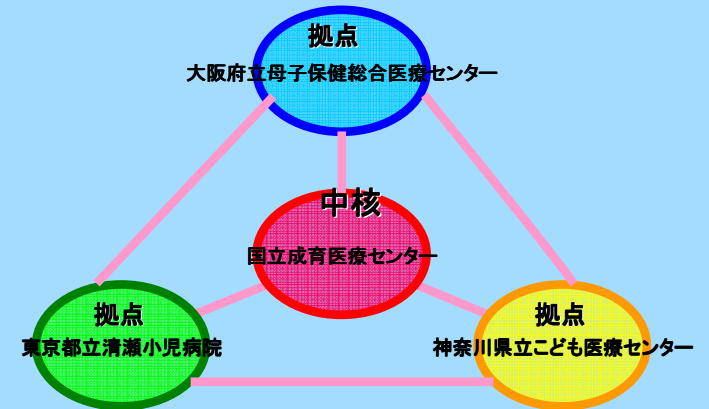 拠点
大阪府立母子保健総合医療センター
中核
国立成育医療センター
拠点
東京都立清瀬小児病院
拠点
神奈川県立こども医療センター